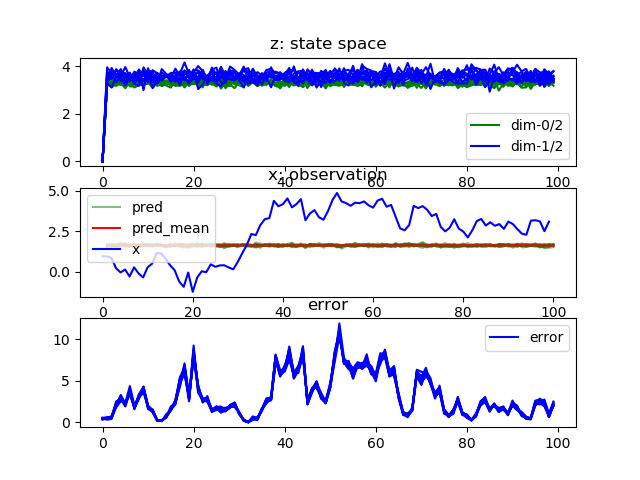 z: state space
4
2
0
dim-0/2
dim-1/2
0 20 40 60 80 100
x: observation
5.0
2.5
0.0
pred
pred_mean
x
0 20 40 60 80 100
error
10
5
0
error
0 20 40 60 80 100